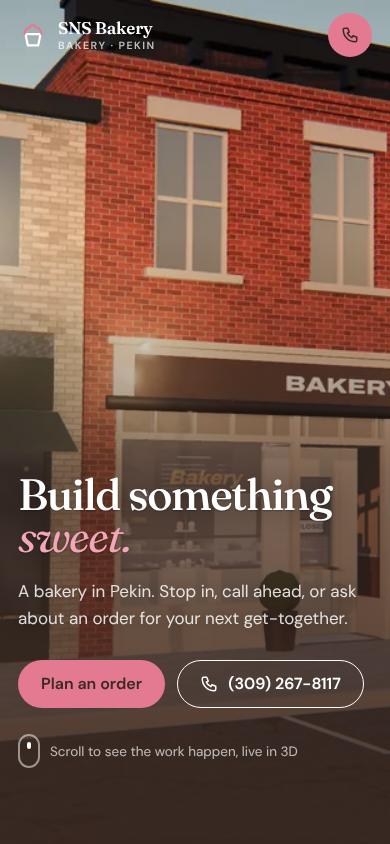 SNS Bakery
BAKERY · PEKIN
BAKERY
Bakery
Build something
sweet.
A bakery in Pekin. Stop in, call ahead, or ask
about an order for your next get-together.
Plan an order
(309) 267-8117
Scroll to see the work happen, live in 3D